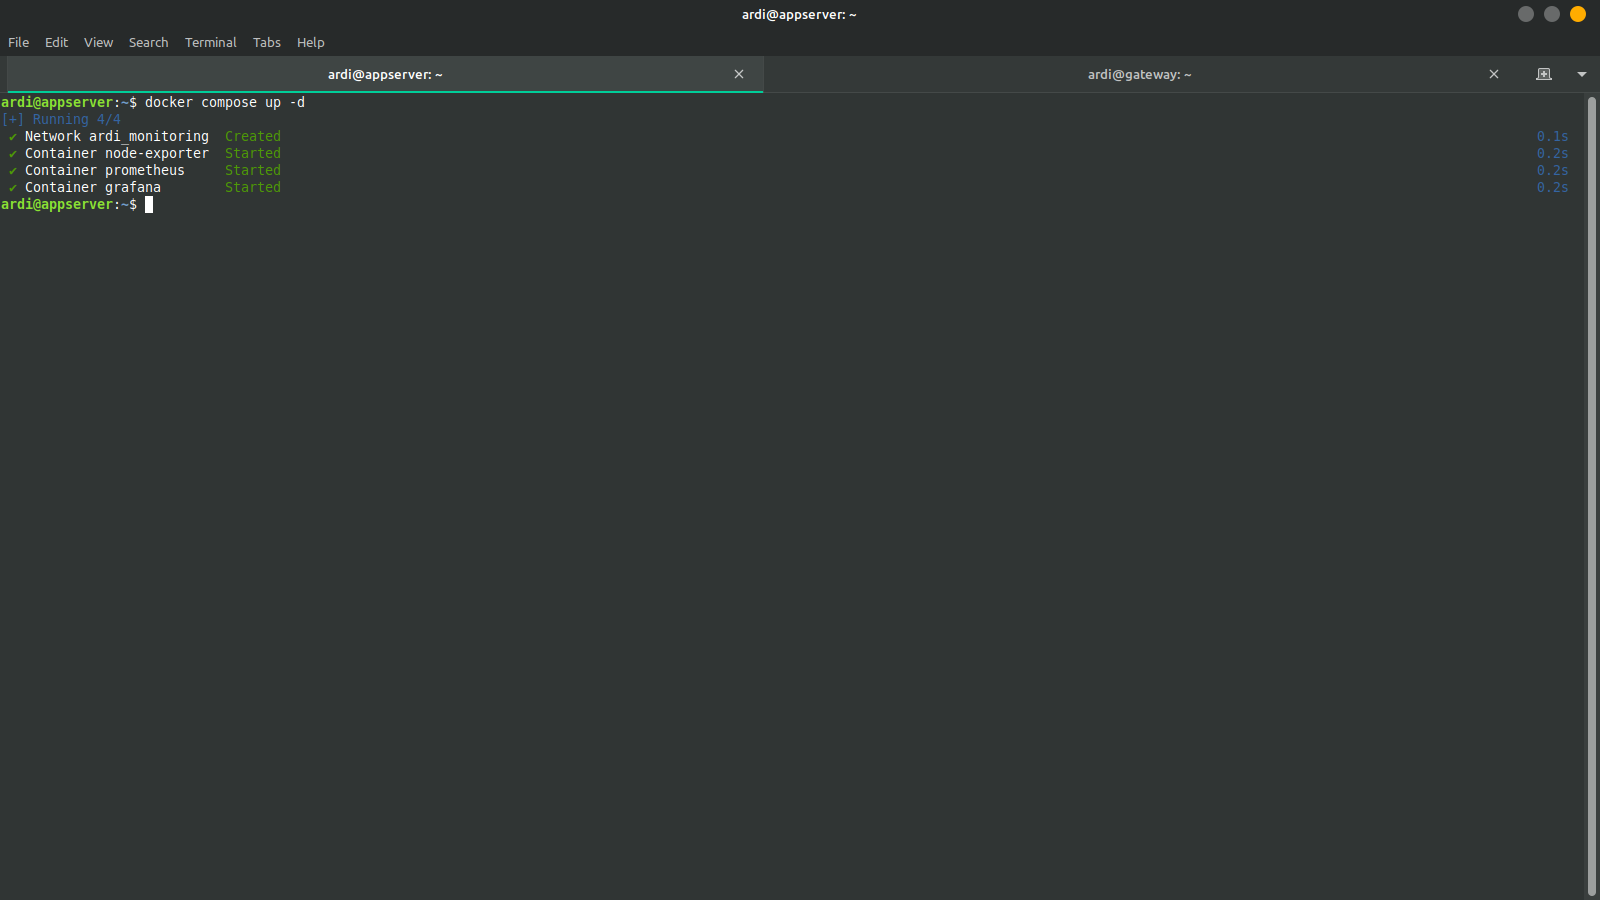 ardi@appserver: ~
File Edit View Search Terminal Tabs Help
ardi@appserver: ~ ardi@gateway: ~
ardi@appserver:~$ docker compose up -d
[+] Running 4/4
✔ Network ardi_monitoring Created 0.1s
✔ Container node-exporter Started 0.2s
✔ Container prometheus Started 0.2s
✔ Container grafana Started 0.2s
ardi@appserver:~$